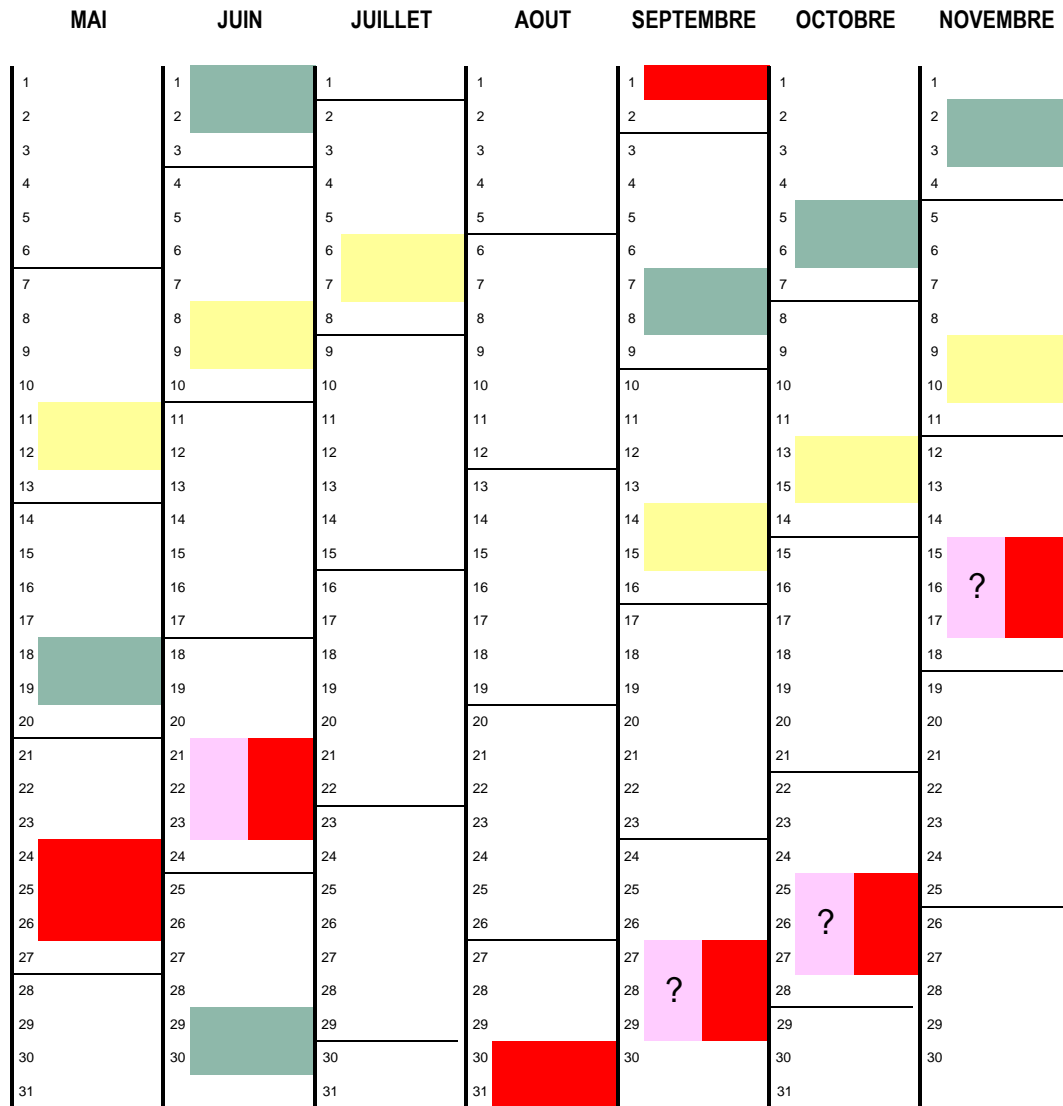 MAI JUIN JUILLET AOUT SEPTEMBRE OCTOBRE NOVEMBRE
1 1 1 1 1 1 1
2 2 2 2 2 2 2
3 3 3 3 3 3 3
4 4 4 4 4 4 4
5 5 5 5 5 5 5
6 6 6 6 6 6 6
7 7 7 7 7 7 7
8 8 8 8 8 8 8
9 9 9 9 9 9 9
10 10 10 10 10 10 10
11 11 11 11 11 11 11
12 12 12 12 12 13 12
13 13 13 13 13 15 13
14 14 14 14 14 14 14
15 15 15 15 15 15 15
16 16 16 16 16 16 16 ?
17 17 17 17 17 17 17
18 18 18 18 18 18 18
19 19 19 19 19 19 19
20 20 20 20 20 20 20
21 21 21 21 21 21 21
22 22 22 22 22 22 22
23 23 23 23 23 23 23
24 24 24 24 24 24 24
25 25 25 25 25 25 25
26 26 26 26 26 26 ? 26
27 27 27 27 27 27 27
28 28 28 28 28 ? 28 28
29 29 29 29 29 29 29
30 30 30 30 30 30 30
31 31 31 31